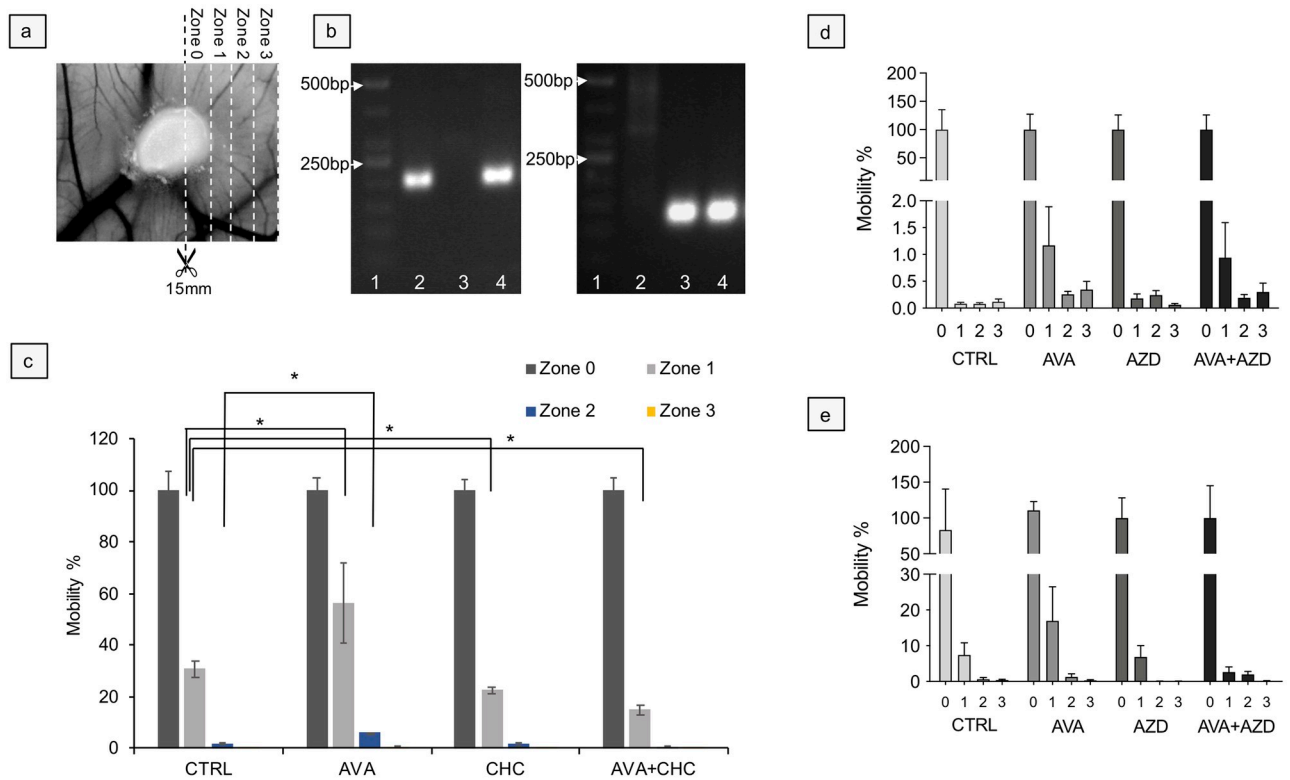 a
Zone 0
Zone 1
Zone 2
Zone 3
15mm
b
500bp
250bp
1 2 3 4
500bp
250bp
1 2 3 4
c
Zone 0 Zone 1
Zone 2 Zone 3
* * * *
Mobility %
120
100
80
60
40
20
0
CTRL AVA CHC AVA+CHC
d
Mobility %
200
150
100
50
2.0
1.5
1.0
0.5
0.0
0 1 2 3 0 1 2 3 0 1 2 3 0 1 2 3
CTRL AVA AZD AVA+AZD
e
Mobility %
200
150
100
50
30
20
10
0
0 1 2 3 0 1 2 3 0 1 2 3 0 1 2 3
CTRL AVA AZD AVA+AZD